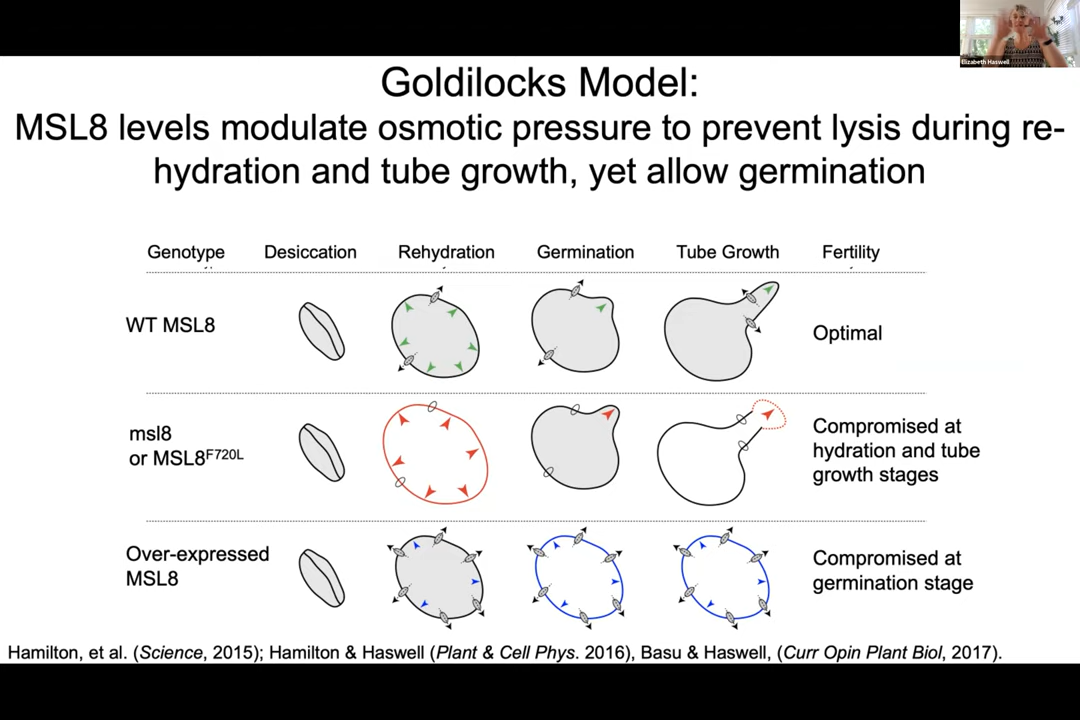 Elizabeth Haswell
Goldilocks Model:
MSL8 levels modulate osmotic pressure to prevent lysis during re-
hydration and tube growth, yet allow germination
Genotype Desiccation Rehydration Germination Tube Growth Fertility
WT MSL8 Optimal
msl8
or MSL8F720L
Compromised at
hydration and tube
growth stages
Over-expressed
MSL8
Compromised at
germination stage
Hamilton, et al. (Science, 2015); Hamilton & Haswell (Plant & Cell Phys. 2016), Basu & Haswell, (Curr Opin Plant Biol, 2017).